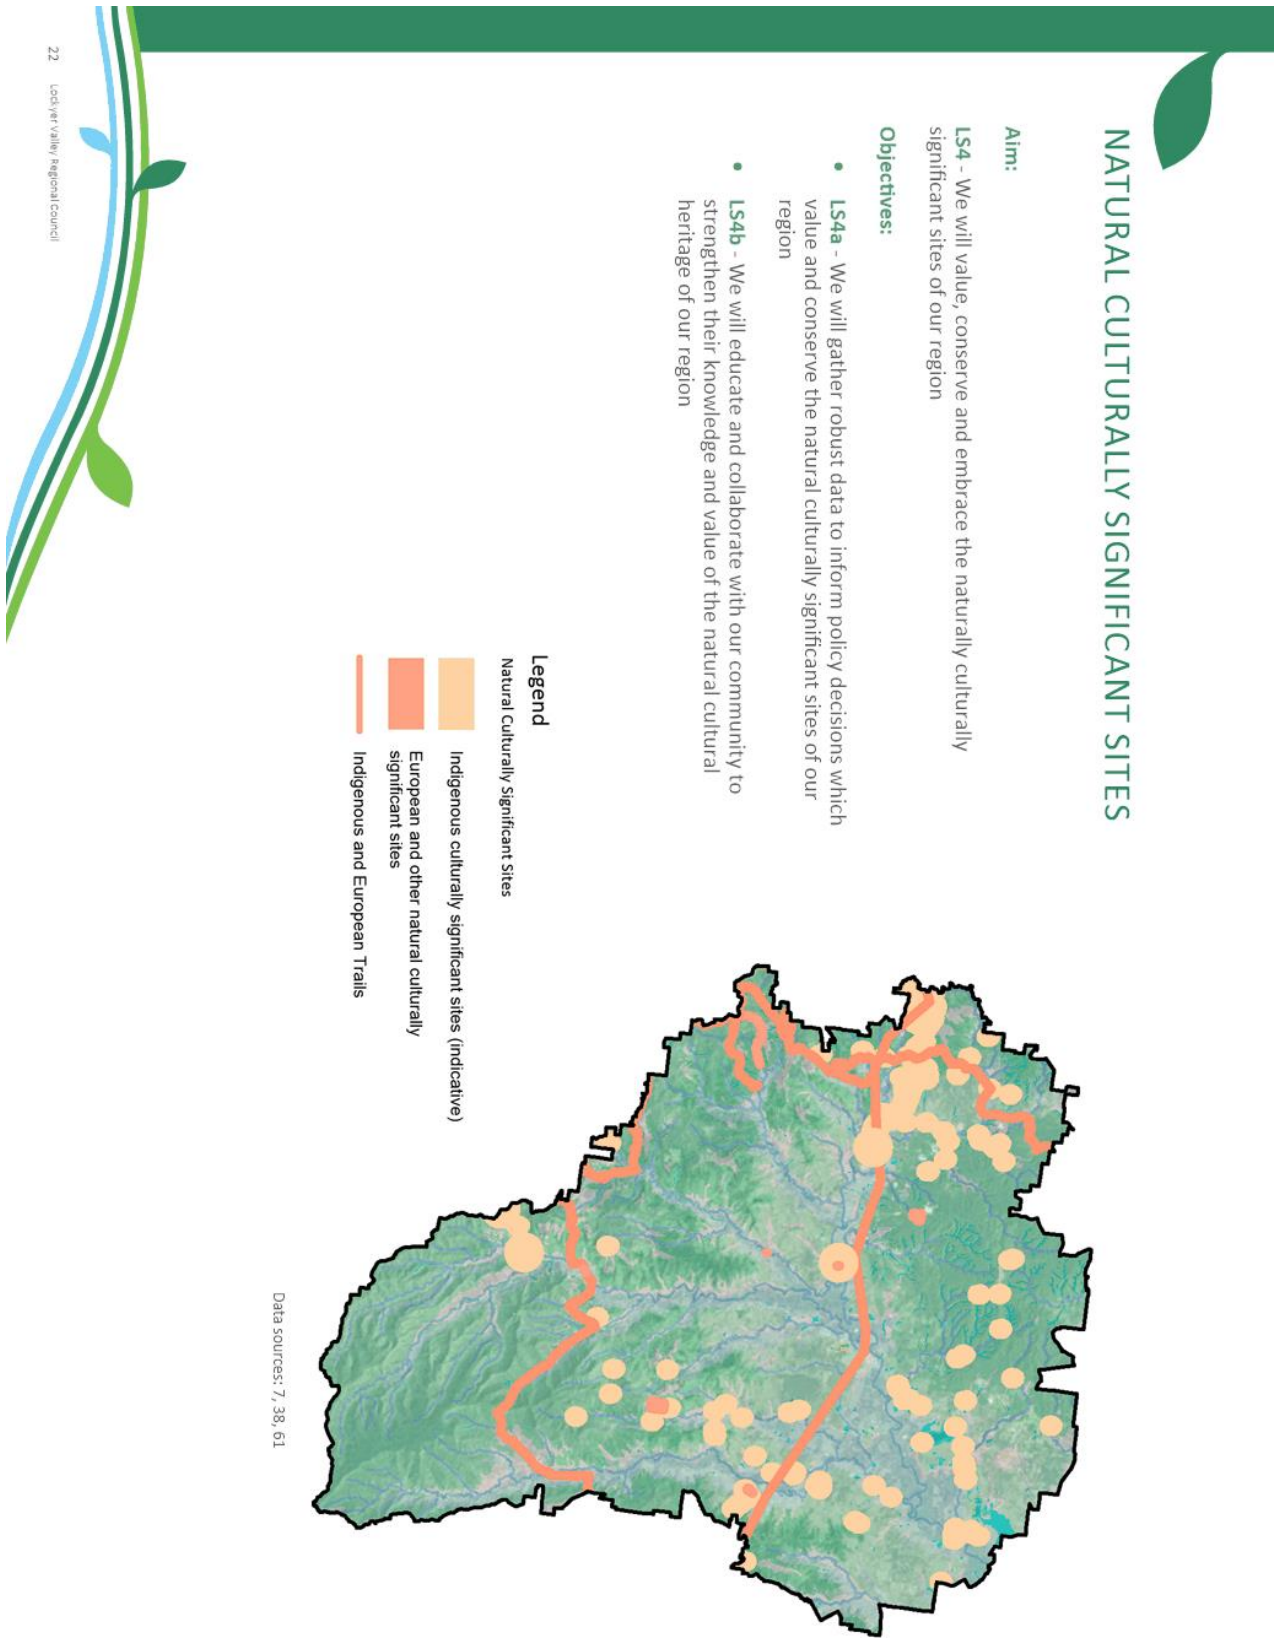 NATURAL CULTURALLY SIGNIFICANT SITES
Aim:
LS4 - We will value, conserve and embrace the naturally culturally
significant sites of our region
Objectives:
• LS4a - We will gather robust data to inform policy decisions which
value and conserve the natural culturally significant sites of our
region
• LS4b - We will educate and collaborate with our community to
strengthen their knowledge and value of the natural cultural
heritage of our region
Legend
Natural Culturally Significant Sites
Indigenous culturally significant sites (indicative)
European and other natural culturally
significant sites
Indigenous and European Trails
Data sources: 7, 38, 61
22 Lockyer Valley Regional Council